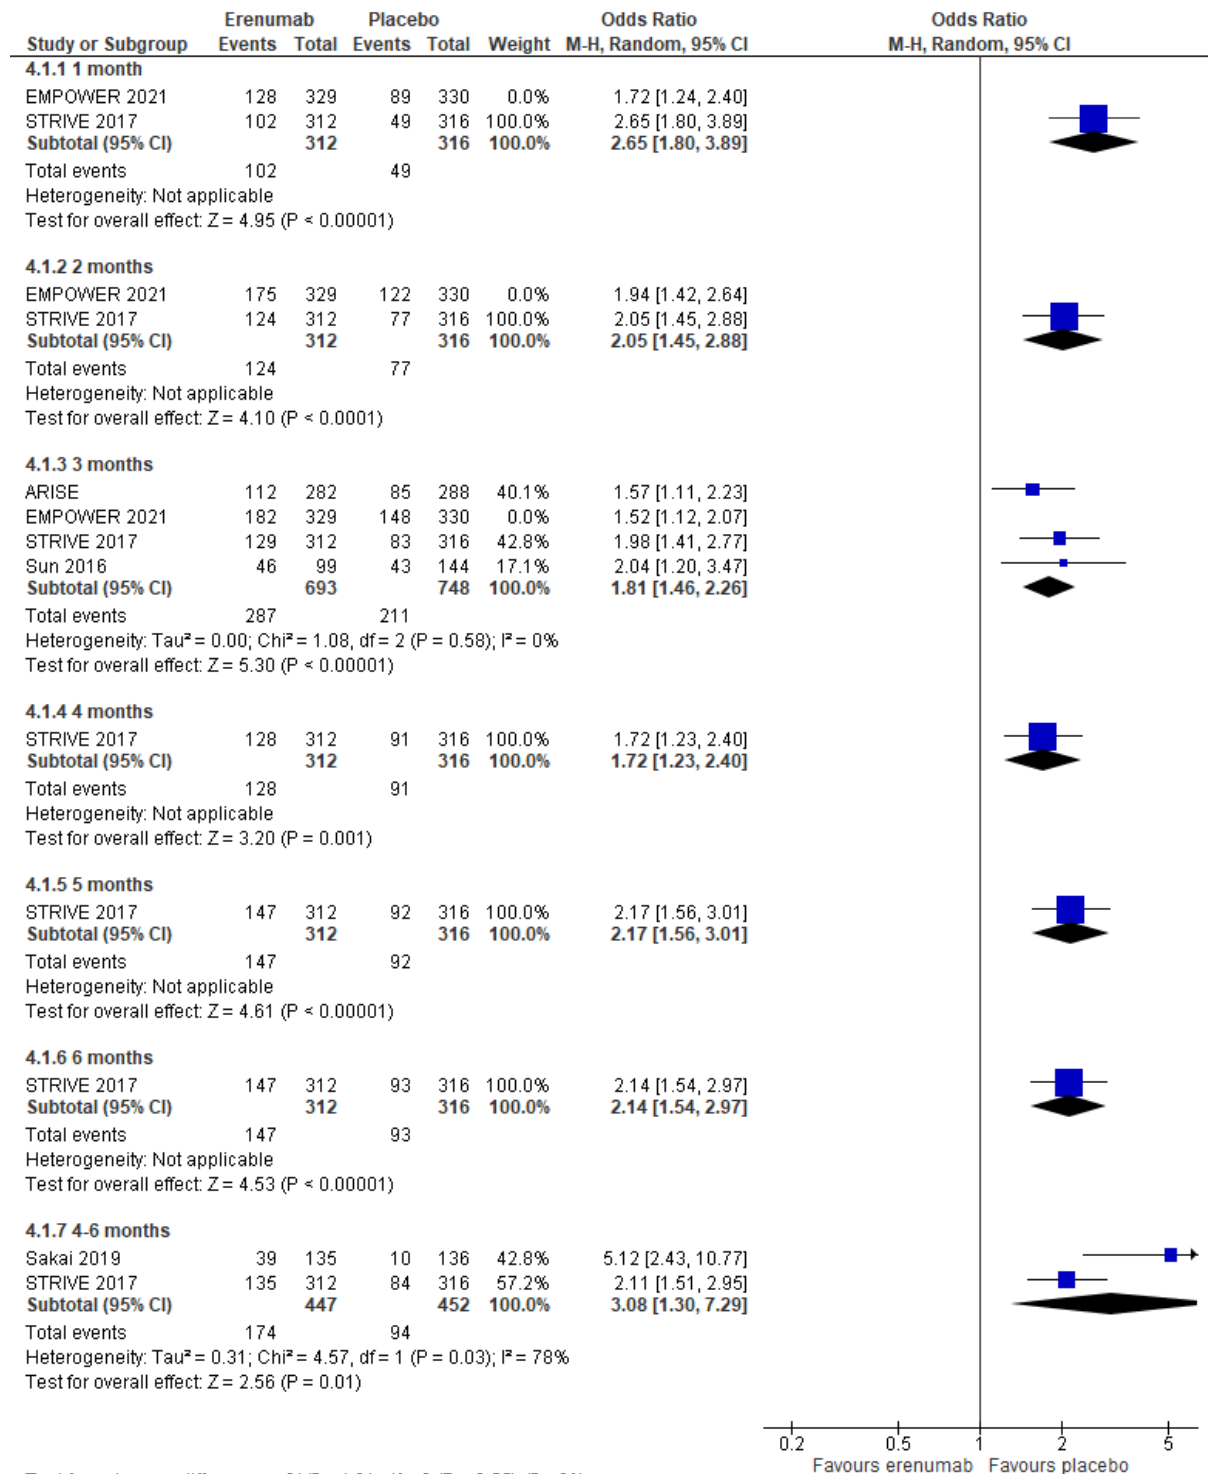 Erenumab Placebo Odds Ratio Odds Ratio
Study or Subgroup Events Total Events Total Weight M-H, Random, 95% CI M-H, Random, 95% CI
4.1.1 1 month
EMPOWER 2021 128 329 89 330 0.0% 1.72 [1.24, 2.40]
STRIVE 2017 102 312 49 316 100.0% 2.65 [1.80, 3.89]
Subtotal (95% CI) 312 316 100.0% 2.65 [1.80, 3.89]
Total events 102 49
Heterogeneity: Not applicable
Test for overall effect: Z = 4.95 (P < 0.00001)
4.1.2 2 months
EMPOWER 2021 175 329 122 330 0.0% 1.94 [1.42, 2.64]
STRIVE 2017 124 312 77 316 100.0% 2.05 [1.45, 2.88]
Subtotal (95% CI) 312 316 100.0% 2.05 [1.45, 2.88]
Total events 124 77
Heterogeneity: Not applicable
Test for overall effect: Z = 4.10 (P < 0.0001)
4.1.3 3 months
ARISE 112 282 85 288 40.1% 1.57 [1.11, 2.23]
EMPOWER 2021 182 329 148 330 0.0% 1.52 [1.12, 2.07]
STRIVE 2017 129 312 83 316 42.8% 1.98 [1.41, 2.77]
Sun 2016 46 99 43 144 17.1% 2.04 [1.20, 3.47]
Subtotal (95% CI) 693 748 100.0% 1.81 [1.46, 2.26]
Total events 287 211
Heterogeneity: Tau² = 0.00; Chi² = 1.08, df = 2 (P = 0.58); I² = 0%
Test for overall effect: Z = 5.30 (P < 0.00001)
4.1.4 4 months
STRIVE 2017 128 312 91 316 100.0% 1.72 [1.23, 2.40]
Subtotal (95% CI) 312 316 100.0% 1.72 [1.23, 2.40]
Total events 128 91
Heterogeneity: Not applicable
Test for overall effect: Z = 3.20 (P = 0.001)
4.1.5 5 months
STRIVE 2017 147 312 92 316 100.0% 2.17 [1.56, 3.01]
Subtotal (95% CI) 312 316 100.0% 2.17 [1.56, 3.01]
Total events 147 92
Heterogeneity: Not applicable
Test for overall effect: Z = 4.61 (P < 0.00001)
4.1.6 6 months
STRIVE 2017 147 312 93 316 100.0% 2.14 [1.54, 2.97]
Subtotal (95% CI) 312 316 100.0% 2.14 [1.54, 2.97]
Total events 147 93
Heterogeneity: Not applicable
Test for overall effect: Z = 4.53 (P < 0.00001)
4.1.7 4-6 months
Sakai 2019 39 135 10 136 42.8% 5.12 [2.43, 10.77]
STRIVE 2017 135 312 84 316 57.2% 2.11 [1.51, 2.95]
Subtotal (95% CI) 447 452 100.0% 3.08 [1.30, 7.29]
Total events 174 94
Heterogeneity: Tau² = 0.31; Chi² = 4.57, df = 1 (P = 0.03); I² = 78%
Test for overall effect: Z = 2.56 (P = 0.01)
0.2 0.5 1 2 5
Favours erenumab Favours placebo